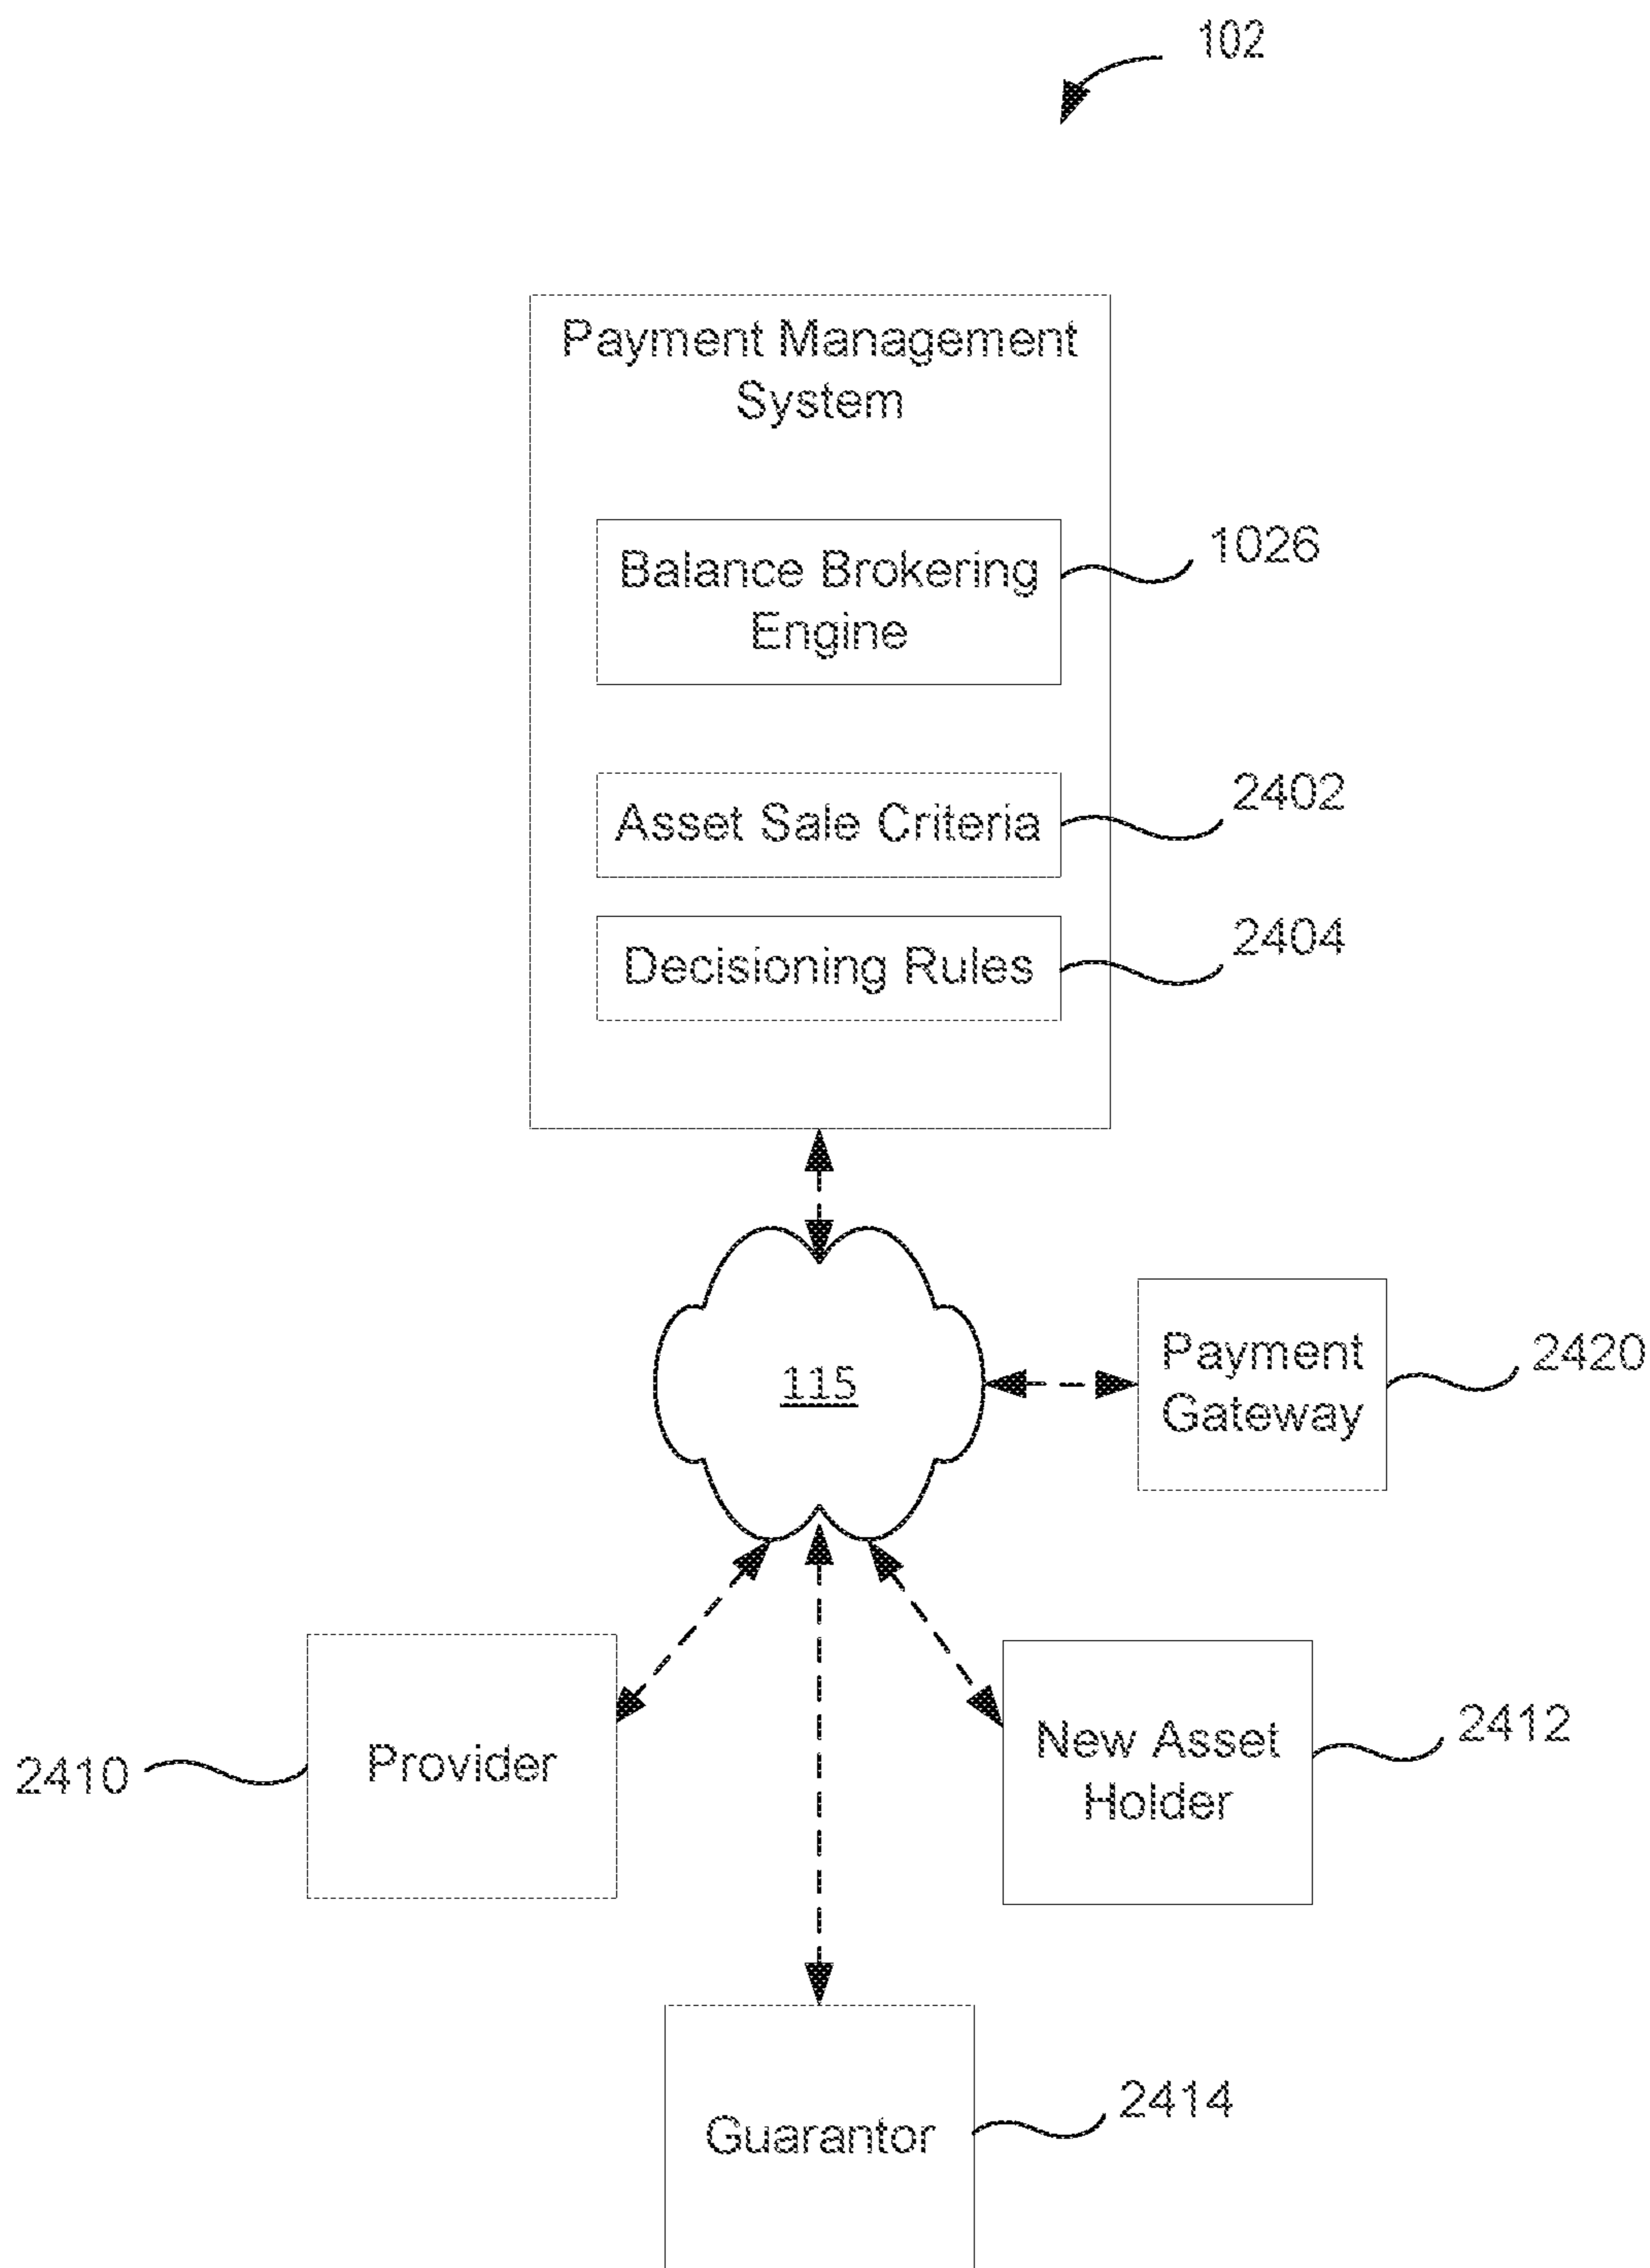 102
Payment Management
System
Balance Brokering
Engine
1026
Asset Sale Criteria
2402
Decisioning Rules
2404
115
Payment
Gateway
2420
2410
Provider
New Asset
Holder
2412
Guarantor
2414